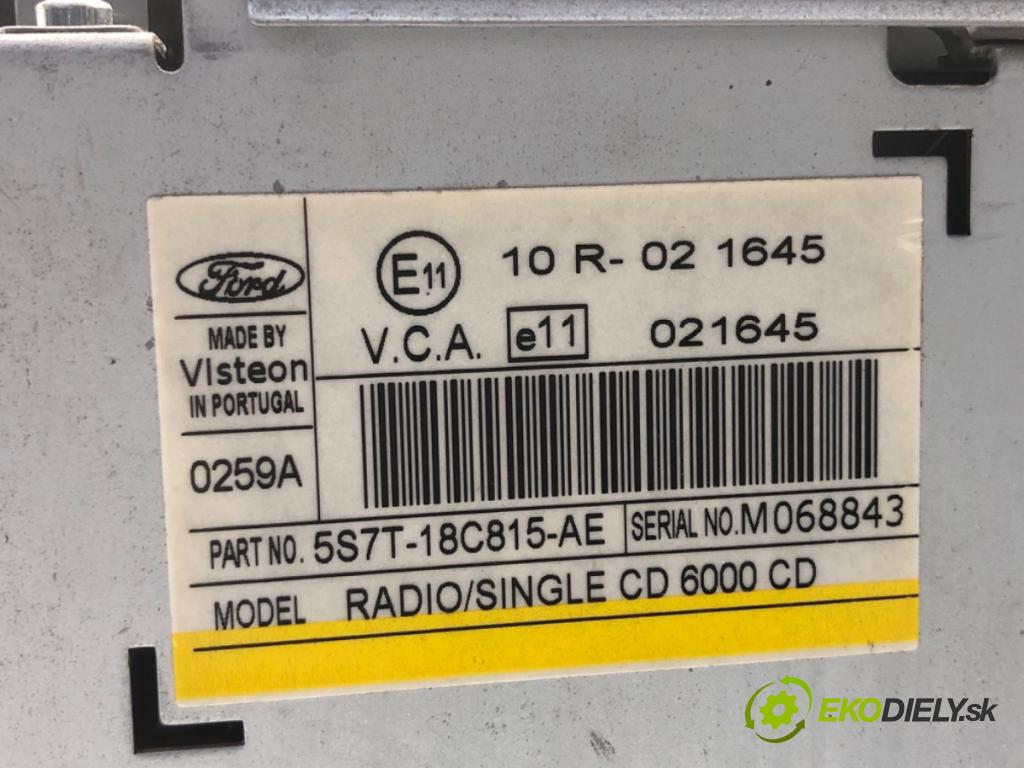 Ford
E11 10 R- 02 1645
V.C.A. e11 021645
MADE BY
Visteon
IN PORTUGAL
0259A
PART NO. 5S7T-18C815-AE SERIAL NO. M068843
MODEL RADIO/SINGLE CD 6000 CD
EKODIELY.sk